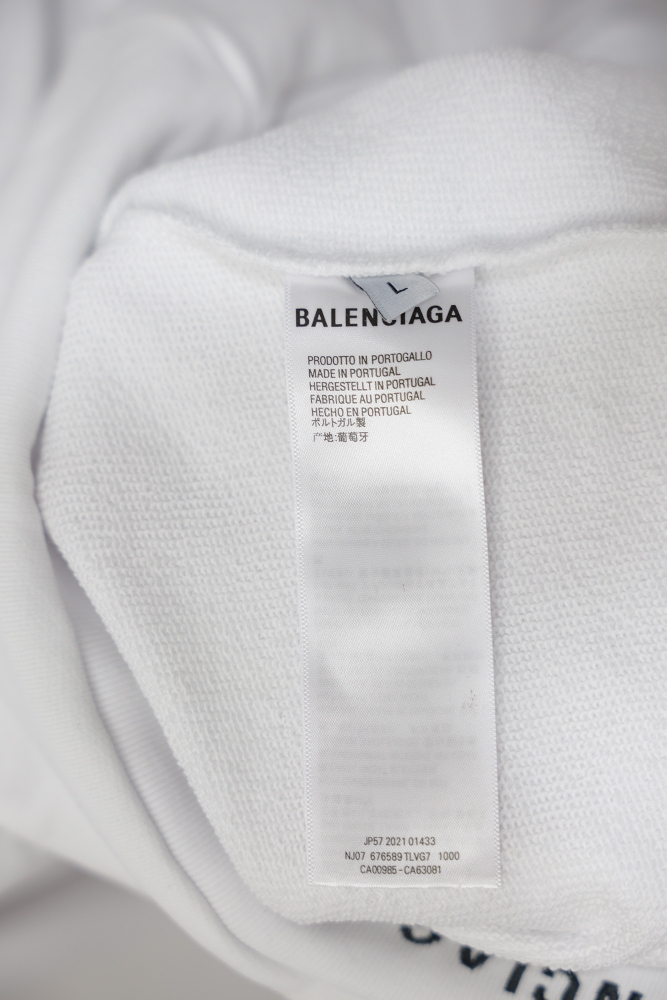 L
BALENCIAGA
PRODOTTO IN PORTOGALLO
MADE IN PORTUGAL
HERGESTELLT IN PORTUGAL
FABRIQUE AU PORTUGAL
HECHO EN PORTUGAL
ポルトガル製
产地:葡萄牙
JP57 2021 01433
NJ07 676589 TLVG7 1000
CA00985-CA63081